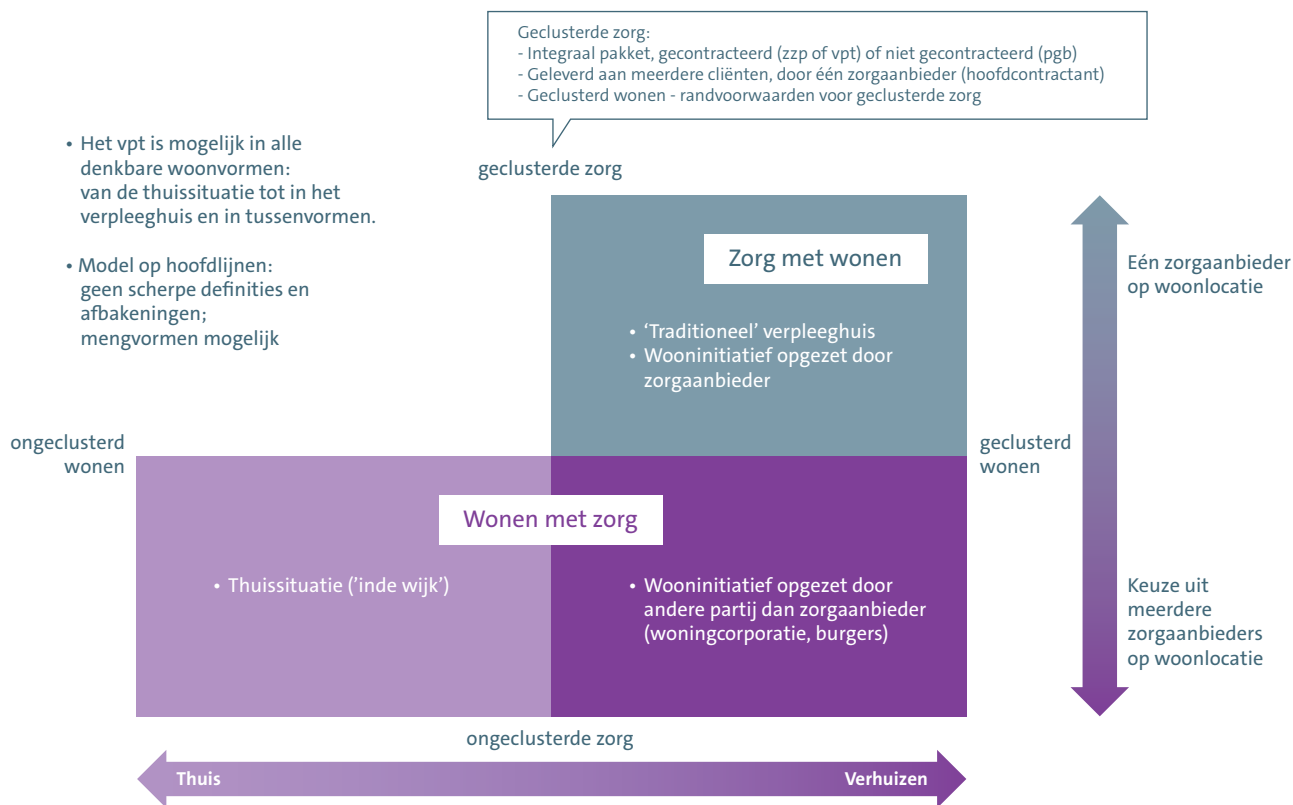 Geclusterde zorg:
- Integraal pakket, gecontracteerd (zzp of vpt) of niet gecontracteerd (pgb)
- Geleverd aan meerdere cliënten, door één zorgaanbieder (hoofdcontractant)
- Geclusterd wonen - randvoorwaarden voor geclusterde zorg
• Het vpt is mogelijk in alle
denkbare woonvormen:
van de thuissituatie tot in het
verpleeghuis en in tussenvormen.
• Model op hoofdlijnen:
geen scherpe definities en
afbakeningen;
mengvormen mogelijk
geclusterde zorg
Zorg met wonen
• ‘Traditioneel’ verpleeghuis
• Wooninitiatief opgezet door
zorgaanbieder
Eén zorgaanbieder
op woonlocatie
ongeclusterd
wonen
geclusterd
wonen
Wonen met zorg
• Thuissituatie (’inde wijk’)
• Wooninitiatief opgezet door
andere partij dan zorgaanbieder
(woningcorporatie, burgers)
Keuze uit
meerdere
zorgaanbieders
op woonlocatie
ongeclusterde zorg
Thuis
Verhuizen